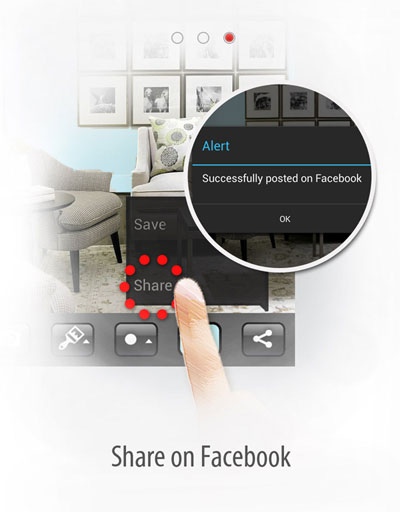 Alert
Successfully posted on Facebook
OK
Save
Share
Share on Facebook